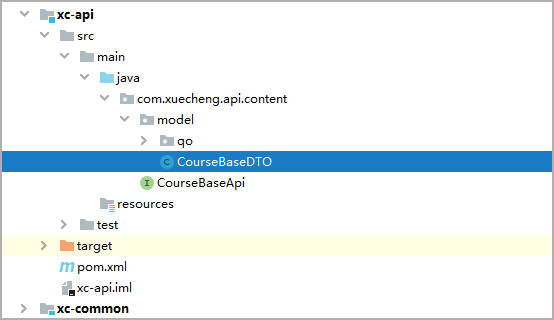 xc-api
src
main
java
com.xuecheng.api.content
model
qo
C CourseBaseDTO
I CourseBaseApi
resources
test
target
m pom.xml
xc-api.iml
xc-common